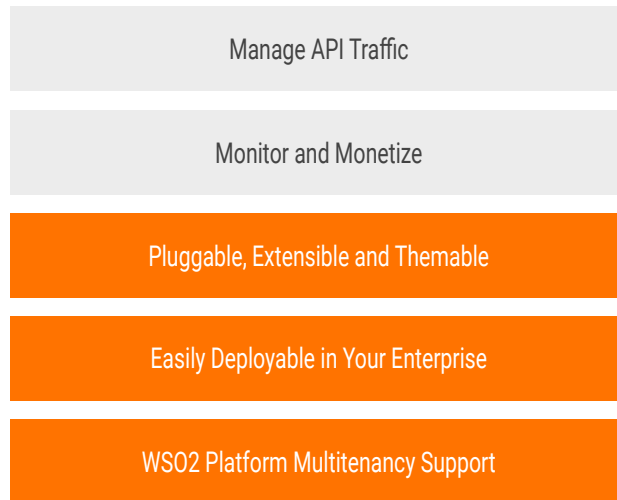 Manage API Traffic
Monitor and Monetize
Pluggable, Extensible and Themable
Easily Deployable in Your Enterprise
WSO2 Platform Multitenancy Support